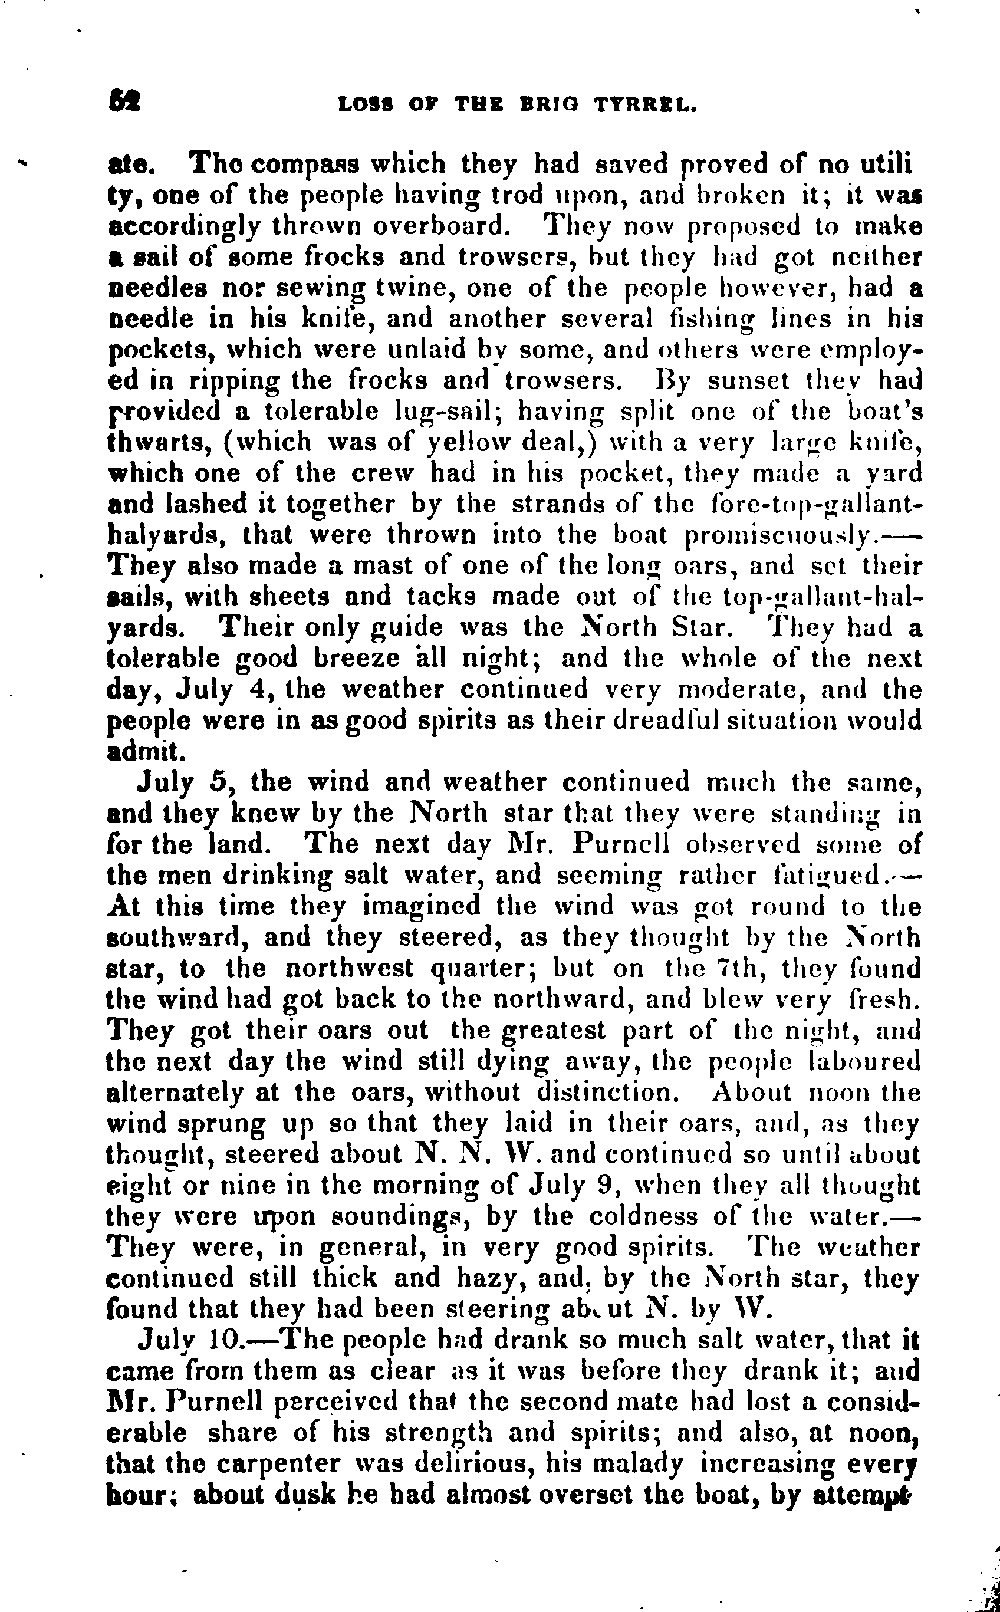 52 LOSS OF THE BRIG TYRREL.
ate. The compass which they had saved proved of no utili
ty, one of the people having trod upon, and broken it; it was
accordingly thrown overboard. They now proposed to make
a sail of some frocks and trowsers, but they had got neither
needles nor sewing twine, one of the people however, had a
needle in his knife, and another several fishing lines in his
pockets, which were unlaid by some, and others were employ-
ed in ripping the frocks and trowsers. By sunset they had
provided a tolerable lug-sail; having split one of the boat's
thwarts, (which was of yellow deal,) with a very large knife,
which one of the crew had in his pocket, they made a yard
and lashed it together by the strands of the fore-top-gallant-
halyards, that were thrown into the boat promiscuously.—
They also made a mast of one of the long oars, and set their
sails, with sheets and tacks made out of the top-gallant-hal-
yards. Their only guide was the North Star. They had a
tolerable good breeze all night; and the whole of the next
day, July 4, the weather continued very moderate, and the
people were in as good spirits as their dreadful situation would
admit.
July 5, the wind and weather continued much the same,
and they knew by the North star that they were standing in
for the land. The next day Mr. Purnell observed some of
the men drinking salt water, and seeming rather fatigued.—
At this time they imagined the wind was got round to the
southward, and they steered, as they thought by the North
star, to the northwest quarter; but on the 7th, they found
the wind had got back to the northward, and blew very fresh.
They got their oars out the greatest part of the night, and
the next day the wind still dying away, the people laboured
alternately at the oars, without distinction. About noon the
wind sprung up so that they laid in their oars, and, as they
thought, steered about N. N. W. and continued so until about
eight or nine in the morning of July 9, when they all thought
they were upon soundings, by the coldness of the water.—
They were, in general, in very good spirits. The weather
continued still thick and hazy, and, by the North star, they
found that they had been steering about N. by W.
July 10.—The people had drank so much salt water, that it
came from them as clear as it was before they drank it; and
Mr. Purnell perceived that the second mate had lost a consid-
erable share of his strength and spirits; and also, at noon,
that the carpenter was delirious, his malady increasing every
hour; about dusk he had almost overset the boat, by attempt-